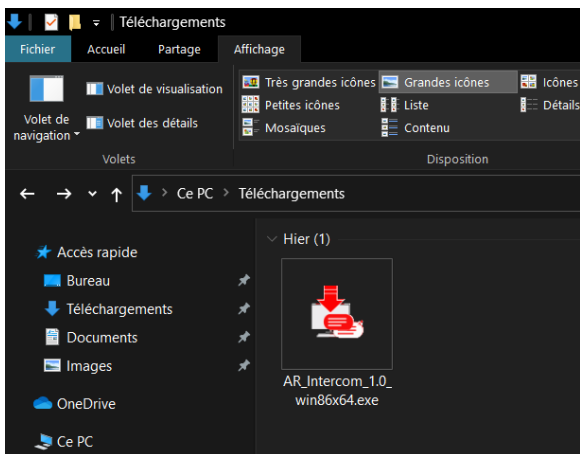 Téléchargements
Fichier Accueil Partage Affichage
Volet de navigation
Volet de visualisation
Volet des détails
Volets
Très grandes icônes Grandes icônes Icônes
Petites icônes Liste Détails
Mosaïques Contenu
Disposition
Ce PC > Téléchargements
Accès rapide
Bureau
Téléchargements
Documents
Images
OneDrive
Ce PC
Hier (1)
AR_Intercom_1.0_
win86x64.exe